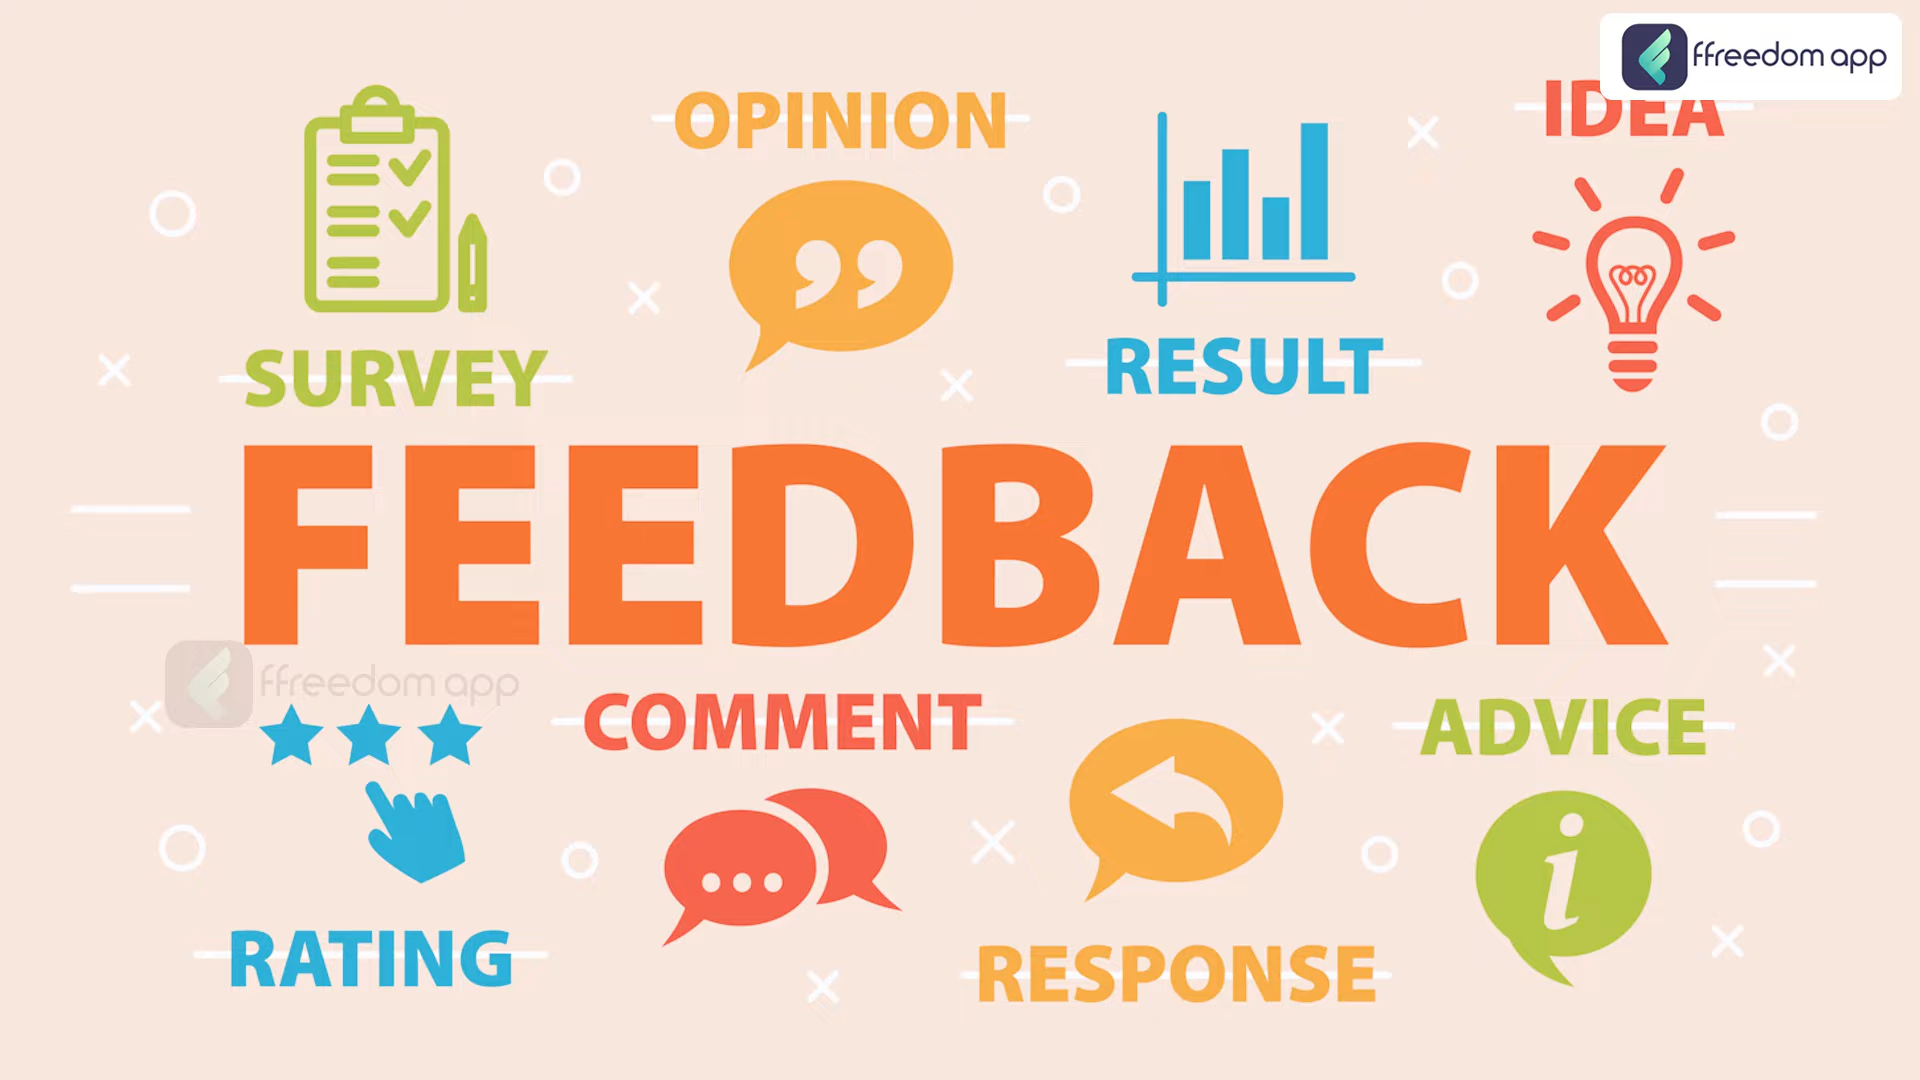 ffreedom app
OPINION
IDEA
SURVEY
RESULT
FEEDBACK
ffreedom app
COMMENT
ADVICE
RATING
RESPONSE